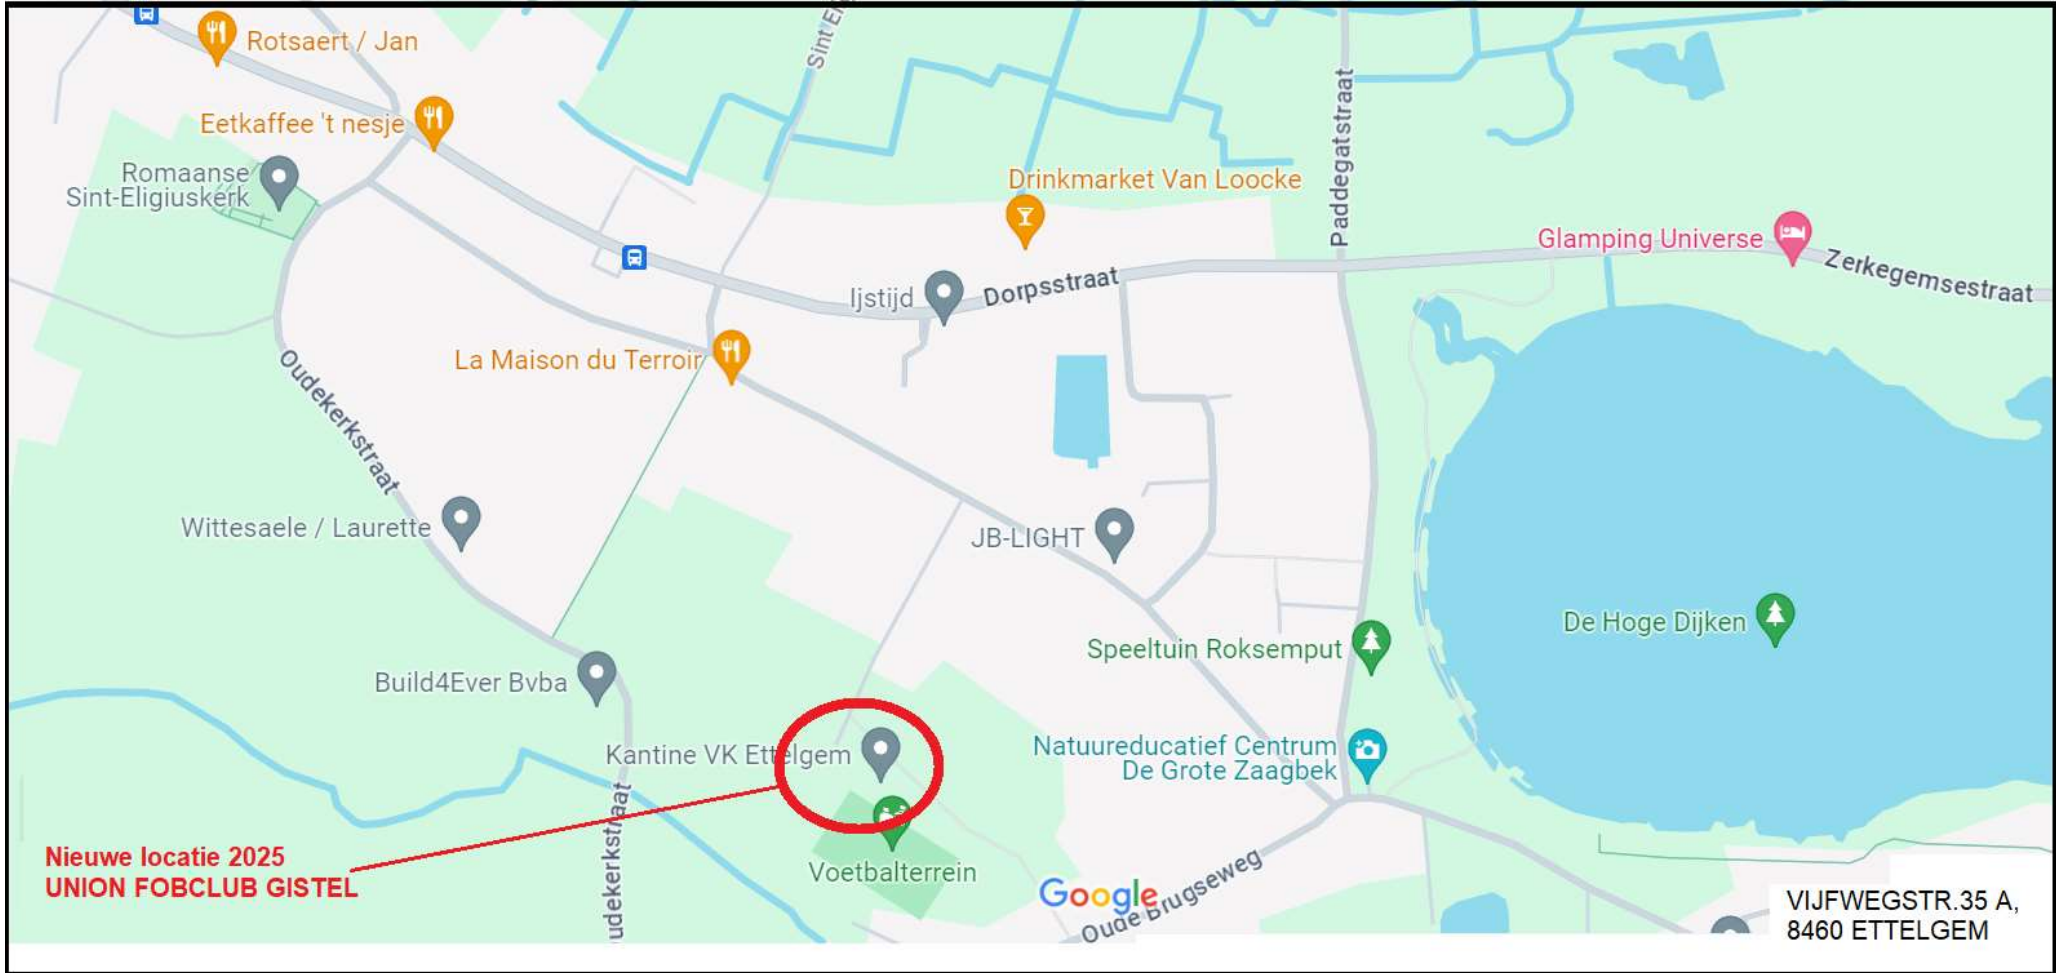 Rotsaert / Jan
Eetkaffee 't nesje
Romaanse
Sint-Eligiuskerk
Drinkmarket Van Loocke
Paddegatstraat
Glamping Universe
Zerkegemsestraat
Ijstijd
Dorpsstraat
La Maison du Terroir
Oudekerkstraat
Wittesaele / Laurette
JB-LIGHT
De Hoge Dijken
Speeltuin Roksemput
Build4Ever Bvba
Kantine VK Ettelgem
Natuureducatief Centrum
De Grote Zaagbek
Nieuwe locatie 2025
UNION FOBCLUB GISTEL
udekerkstraat
Voetbalterrein
Google
Oude Brugseweg
VIJFWEGSTR.35 A,
8460 ETTELGEM